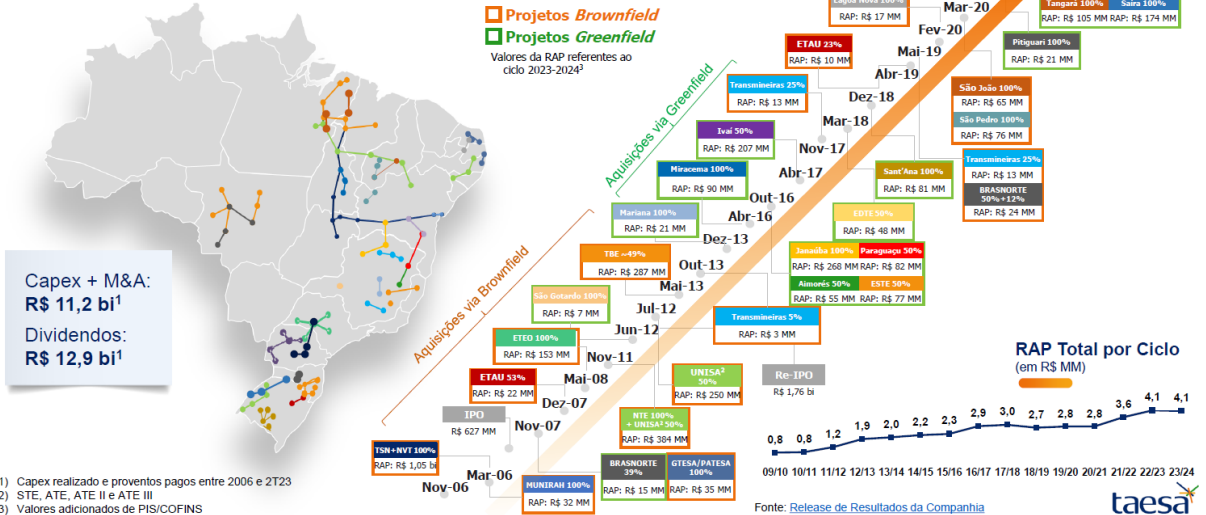 Projetos Brownfield
Projetos Greenfield
Valores da RAP referentes ao
ciclo 2023-2024³
Capex + M&A:
R$ 11,2 bi¹
Dividendos:
R$ 12,9 bi¹
Aquisições via Brownfield
Aquisições via Greenfield
Lagoa Nova 100%
RAP: R$ 17 MM
Mar-20
Tangará 100% Saíra 100%
RAP: R$ 105 MM RAP: R$ 174 MM
Fev-20
ETAU 23%
RAP: R$ 10 MM
Mai-19
Pitiguari 100%
RAP: R$ 21 MM
Abr-19
Transmineiras 25%
RAP: R$ 13 MM
Dez-18
São João 100%
RAP: R$ 65 MM
São Pedro 100%
RAP: R$ 76 MM
Mar-18
Ivaí 50%
RAP: R$ 207 MM
Nov-17
Transmineiras 25%
RAP: R$ 13 MM
BRASNORTE
50%+12%
RAP: R$ 24 MM
Miracema 100%
RAP: R$ 90 MM
Abr-17
Sant'Ana 100%
RAP: R$ 81 MM
Out-16
Mariana 100%
RAP: R$ 21 MM
Abr-16
EDTE 50%
RAP: R$ 48 MM
Dez-13
TBE ~49%
RAP: R$ 287 MM
Janaúba 100% Paraguaçu 50%
RAP: R$ 268 MM RAP: R$ 82 MM
Aimorés 50% ESTE 50%
RAP: R$ 55 MM RAP: R$ 77 MM
Out-13
Mai-13
São Gotardo 100%
RAP: R$ 7 MM
Jul-12
Transmineiras 5%
RAP: R$ 3 MM
Jun-12
ETEO 100%
RAP: R$ 153 MM
Nov-11
UNISA²
50%
RAP: R$ 250 MM
Re-IPO
R$ 1,76 bi
ETAU 53%
RAP: R$ 22 MM
Mai-08
Dez-07
NTE 100%
+ UNISA² 50%
RAP: R$ 384 MM
IPO
R$ 627 MM
Nov-07
TSN+NVT 100%
RAP: R$ 1,05 bi
BRASNORTE
39%
RAP: R$ 15 MM
GTESA/PATESA
100%
RAP: R$ 35 MM
Mar-06
Nov-06
MUNIRAH 100%
RAP: R$ 32 MM
RAP Total por Ciclo
(em R$ MM)
0,8 0,8 1,2 1,9 2,0 2,2 2,3 2,9 3,0 2,7 2,8 2,8 3,6 4,1 4,1
09/10 10/11 11/12 12/13 13/14 14/15 15/16 16/17 17/18 18/19 19/20 20/21 21/22 22/23 23/24
1) Capex realizado e proventos pagos entre 2006 e 2T23
2) STE, ATE, ATE II e ATE III
3) Valores adicionados de PIS/COFINS
Fonte: Release de Resultados da Companhia
taesa